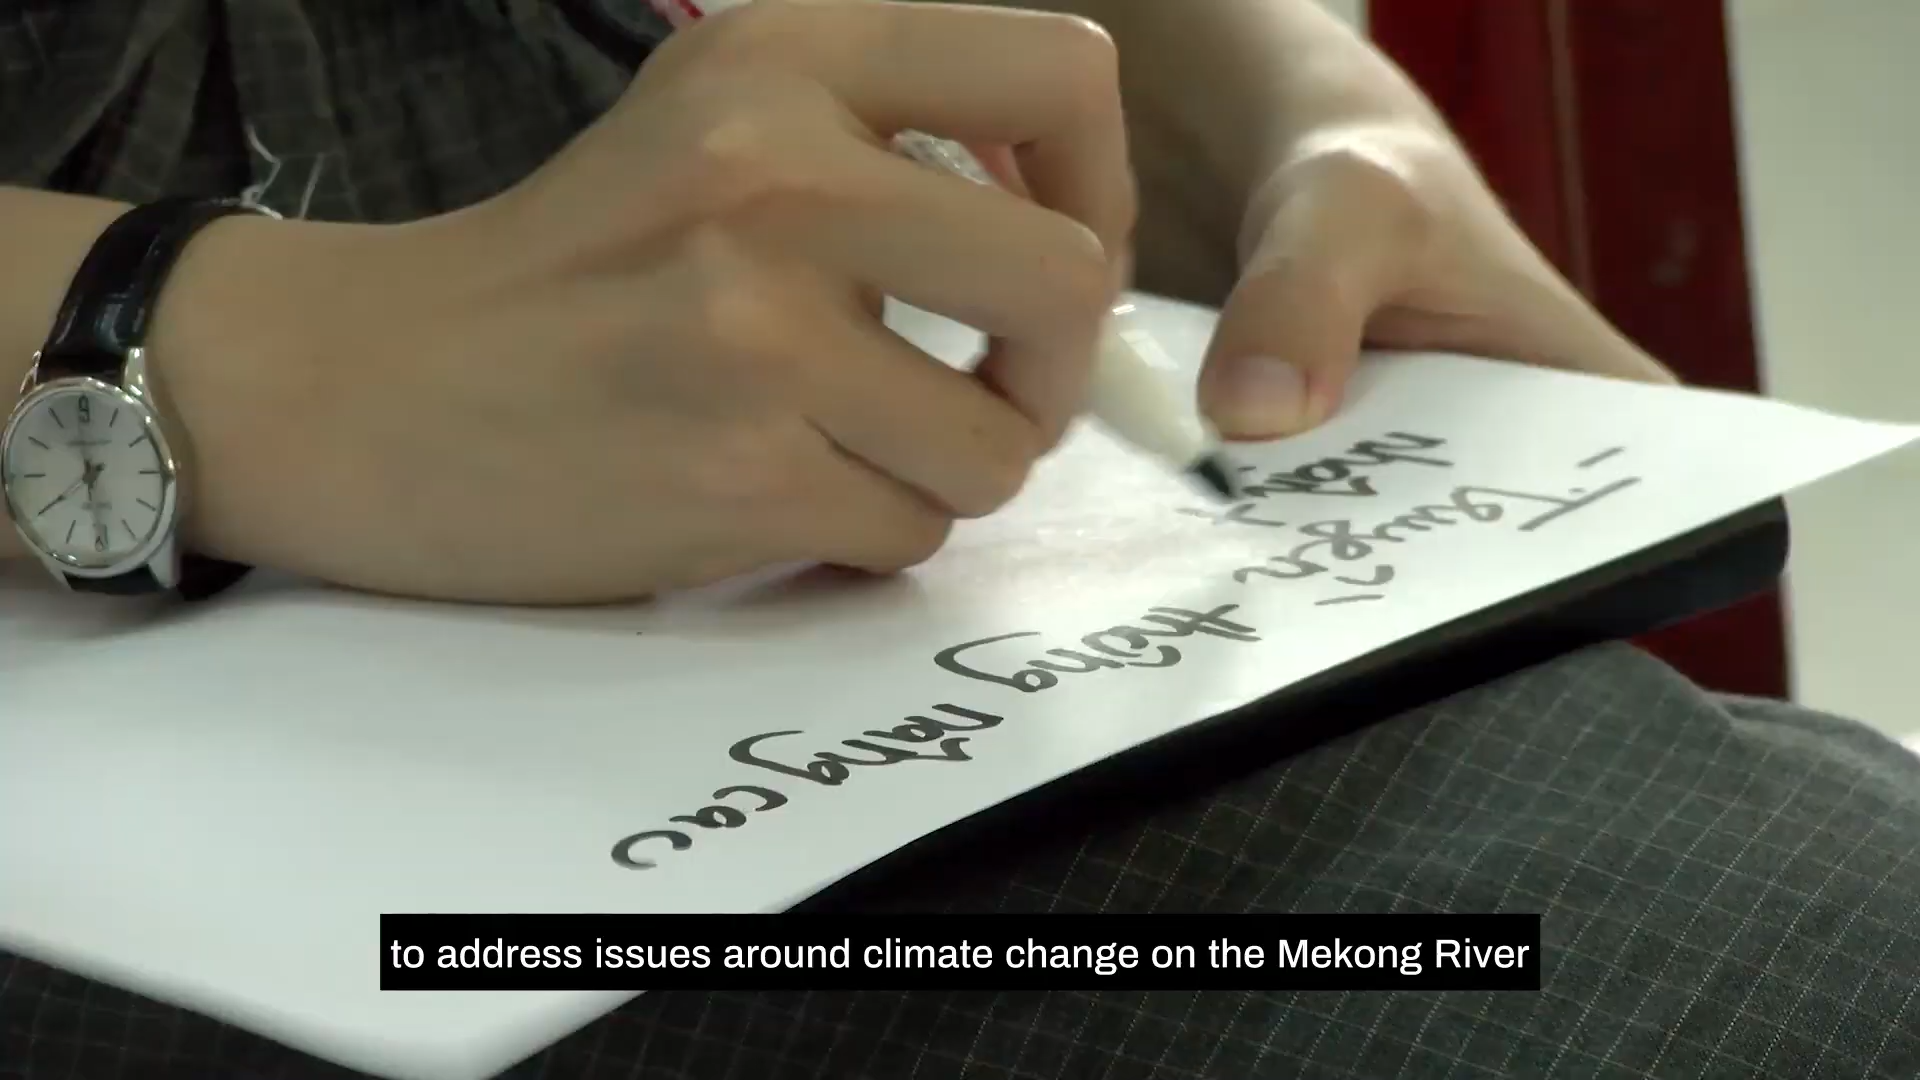 - Truyền thông nâng cao
nhận
to address issues around climate change on the Mekong River